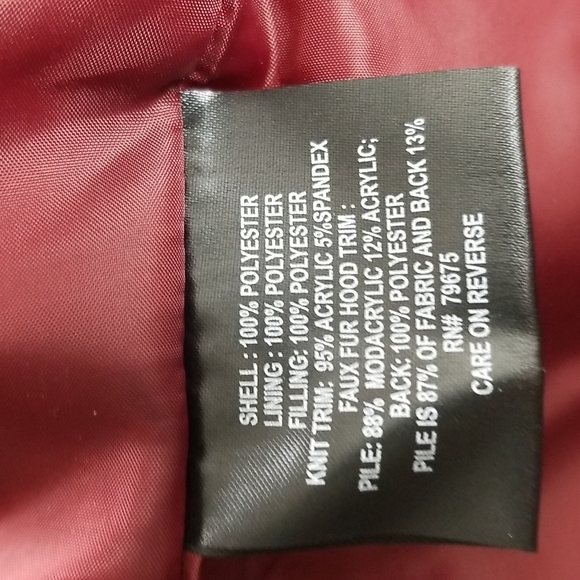 SHELL : 100% POLYESTER
LINING : 100% POLYESTER
FILLING: 100% POLYESTER
KNIT TRIM: 95% ACRYLIC 5%SPANDEX
FAUX FUR HOOD TRIM :
PILE: 88% MODACRYLIC 12% ACRYLIC;
BACK: 100% POLYESTER
PILE IS 87% OF FABRIC AND BACK 13%
RN# 79675
CARE ON REVERSE